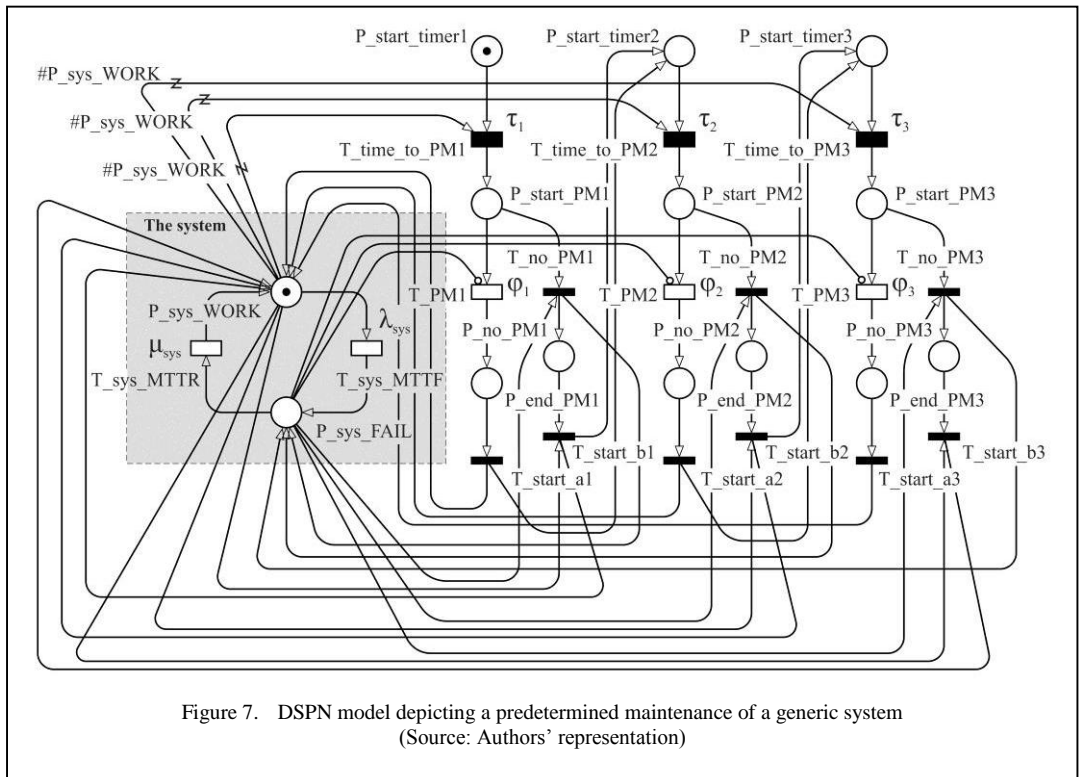 P_start_timer1 P_start_timer2 P_start_timer3
#P_sys_WORK
#P_sys_WORK
#P_sys_WORK
τ1 τ2 τ3
T_time_to_PM1 T_time_to_PM2 T_time_to_PM3
P_start_PM1 P_start_PM2 P_start_PM3
The system
T_no_PM1 T_no_PM2 T_no_PM3
T_PM1 φ1 T_PM2 φ2 T_PM3 φ3
P_sys_WORK λsys
P_no_PM1 P_no_PM2 P_no_PM3
μsys
T_sys_MTTR T_sys_MTTF
P_end_PM1 P_end_PM2 P_end_PM3
P_sys_FAIL
T_start_b1 T_start_b2 T_start_b3
T_start_a1 T_start_a2 T_start_a3
Figure 7. DSPN model depicting a predetermined maintenance of a generic system
(Source: Authors’ representation)